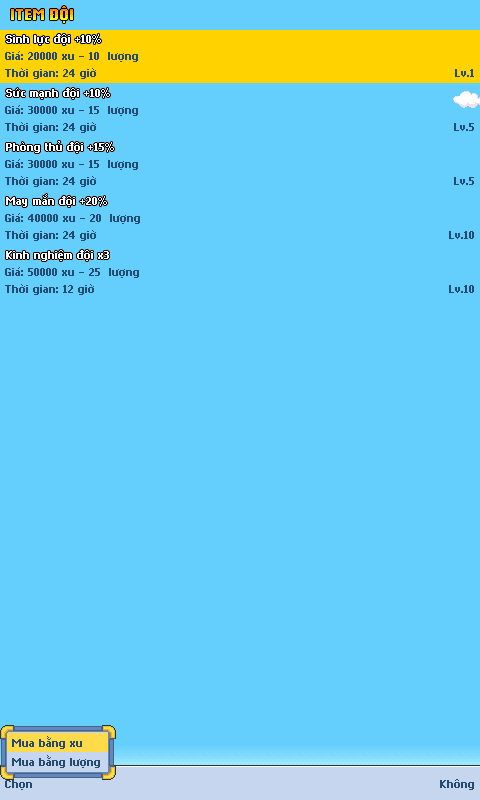 ITEM ĐỘI
Sinh lực đội +10%
Giá: 20000 xu - 10 lượng
Thời gian: 24 giờ Lv.1
Sức mạnh đội +10%
Giá: 30000 xu - 15 lượng
Thời gian: 24 giờ Lv.5
Phòng thủ đội +15%
Giá: 30000 xu - 15 lượng
Thời gian: 24 giờ Lv.5
May mắn đội +20%
Giá: 40000 xu - 20 lượng
Thời gian: 24 giờ Lv.10
Kinh nghiệm đội x3
Giá: 50000 xu - 25 lượng
Thời gian: 12 giờ Lv.10
Mua bằng xu
Mua bằng lượng
Chọn Không